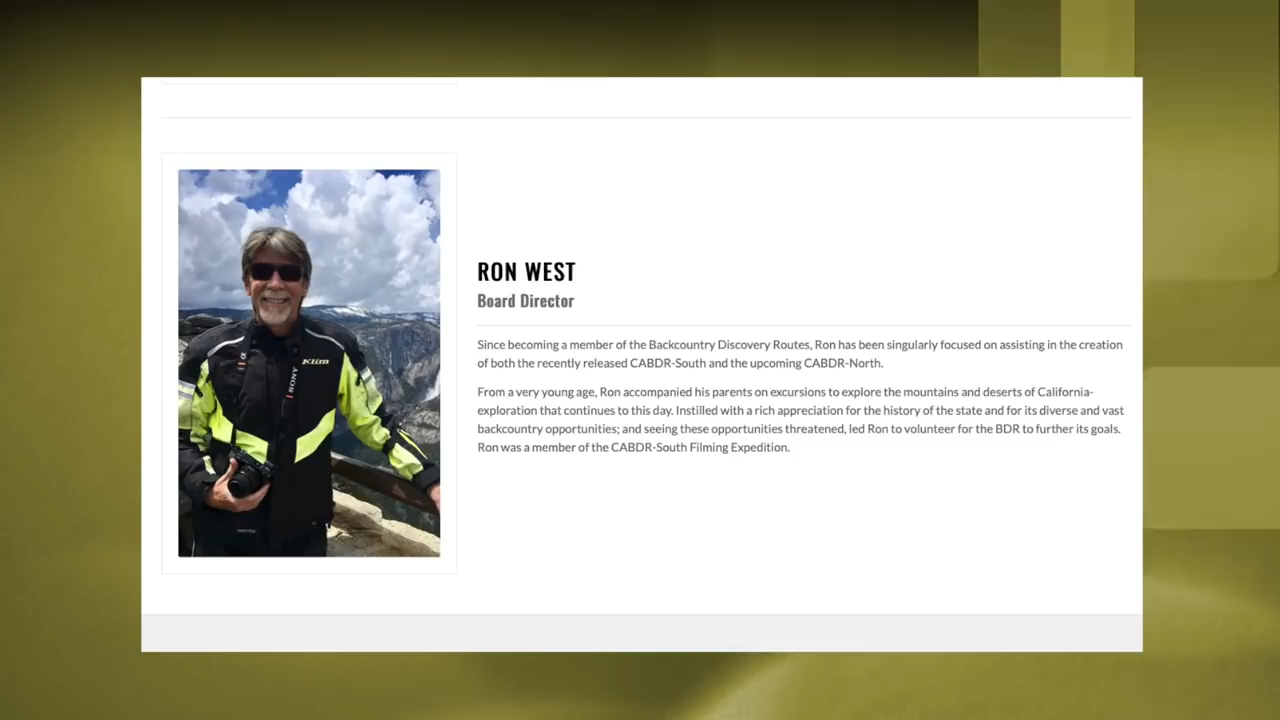 Klim
SONY
RON WEST
Board Director
Since becoming a member of the Backcountry Discovery Routes, Ron has been singularly focused on assisting in the creation
of both the recently released CABDR-South and the upcoming CABDR-North.
From a very young age, Ron accompanied his parents on excursions to explore the mountains and deserts of California-
exploration that continues to this day. Instilled with a rich appreciation for the history of the state and for its diverse and vast
backcountry opportunities; and seeing these opportunities threatened, led Ron to volunteer for the BDR to further its goals.
Ron was a member of the CABDR-South Filming Expedition.